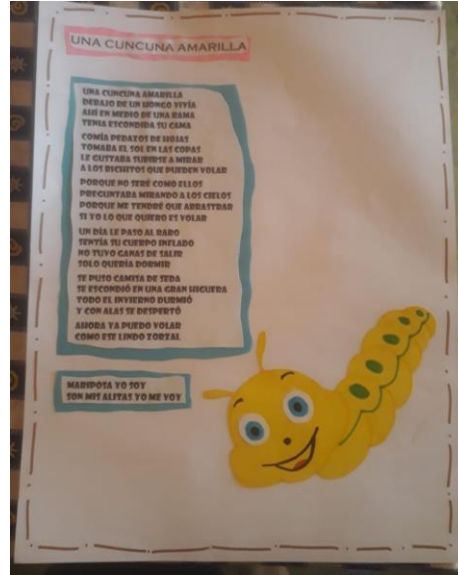 UNA CUNCUNA AMARILLA
UNA CUNCUNA AMARILLA
DEBAJO DE UN HONGO VIVÍA
AHÍ EN MEDIO DE UNA RAMA
TENIA ESCONDIDA SU CAMA
COMÍA PEDAZOS DE HOJAS
TOMABA EL SOL EN LAS COPAS
LE GUSTABA SUBIRSE A MIRAR
A LOS BICHITOS QUE PUEDEN VOLAR
PORQUE NO SERÉ COMO ELLOS
PREGUNTABA MIRANDO A LOS CIELOS
PORQUE ME TENDRÉ QUE ARRASTRAR
SI YO LO QUE QUIERO ES VOLAR
UN DÍA LE PASO AL RARO
SENTÍA SU CUERPO INFLADO
NO TUVO GANAS DE SALIR
SOLO QUERÍA DORMIR
SE PUSO CAMISA DE SEDA
SE ESCONDIÓ EN UNA GRAN HIGUERA
TODO EL INVIERNO DURMIÓ
Y CON ALAS SE DESPERTÓ
AHORA YA PUEDO VOLAR
COMO ESE LINDO ZORZAL
MARIPOSA YO SOY
SON MIS ALITAS YO ME VOY